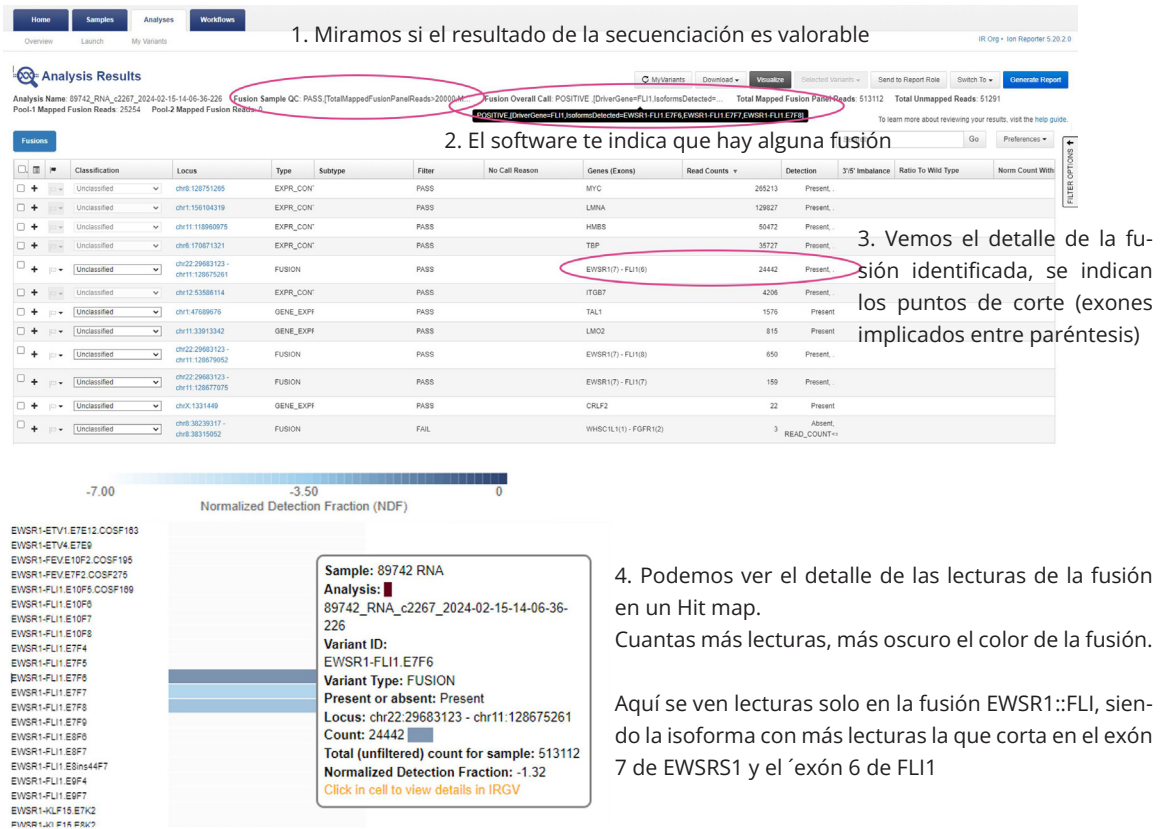 Home Samples Analyses Workflows
1. Miramos si el resultado de la secuenciación es valorable
Overview Launch My Variants
IR Org • Ion Reporter 5.20.2.0
Analysis Results
MyVariants Download Visualize Selected Variants Send to Report Role Switch To Generate Report
Analysis Name: 89742_RNA_c2267_2024-02-15-14-06-36-226 Fusion Sample QC: PASS,[TotalMappedFusionPanelReads>20000,M... Fusion Overall Call: POSITIVE ,[DriverGene=FLI1,IsoformsDetected=... Total Mapped Fusion Panel Reads: 513112 Total Unmapped Reads: 51291
Pool-1 Mapped Fusion Reads: 25254 Pool-2 Mapped Fusion Reads: 0
POSITIVE,[DriverGene=FLI1,IsoformsDetected=EWSR1-FLI1.E7F6,EWSR1-FLI1.E7F7,EWSR1-FLI1.E7F8]
To learn more about reviewing your results, visit the help guide.
Fusions
2. El software te indica que hay alguna fusión
Go Preferences
FILTER OPTIONS
Classification Locus Type Subtype Filter No Call Reason Genes (Exons) Read Counts Detection 3'/5' Imbalance Ratio To Wild Type Norm Count With
Unclassified chr8:128751265 EXPR_CONT PASS MYC 265213 Present, .
Unclassified chr1:156104319 EXPR_CONT PASS LMNA 129827 Present, .
Unclassified chr11:118960975 EXPR_CONT PASS HMBS 50472 Present, .
Unclassified chr6:170871321 EXPR_CONT PASS TBP 35727 Present, .
Unclassified chr22:29683123 - chr11:128675261 FUSION PASS EWSR1(7) - FLI1(6) 24442 Present, .
Unclassified chr12:53586114 EXPR_CONT PASS ITGB7 4206 Present, .
Unclassified chr1:47689676 GENE_EXPF PASS TAL1 1576 Present
Unclassified chr11:33913342 GENE_EXPF PASS LMO2 815 Present
Unclassified chr22:29683123 - chr11:128679052 FUSION PASS EWSR1(7) - FLI1(8) 650 Present, .
Unclassified chr22:29683123 - chr11:128677075 FUSION PASS EWSR1(7) - FLI1(7) 159 Present, .
Unclassified chrX:1331449 GENE_EXPF PASS CRLF2 22 Present
Unclassified chr8:38239317 - chr8:38315052 FUSION FAIL WHSC1L1(1) - FGFR1(2) 3 Absent, READ_COUNT<=
3. Vemos el detalle de la fu-
sión identificada, se indican
los puntos de corte (exones
implicados entre paréntesis)
-7.00 -3.50 0
Normalized Detection Fraction (NDF)
EWSR1-ETV1.E7E12.COSF183
EWSR1-ETV4.E7E9
EWSR1-FEV.E10F2.COSF195
EWSR1-FEV.E7F2.COSF275
EWSR1-FLI1.E10F5.COSF189
EWSR1-FLI1.E10F6
EWSR1-FLI1.E10F7
EWSR1-FLI1.E10F8
EWSR1-FLI1.E7F4
EWSR1-FLI1.E7F5
EWSR1-FLI1.E7F6
EWSR1-FLI1.E7F7
EWSR1-FLI1.E7F8
EWSR1-FLI1.E7F9
EWSR1-FLI1.E8F6
EWSR1-FLI1.E8F7
EWSR1-FLI1.E8ins44F7
EWSR1-FLI1.E9F4
EWSR1-FLI1.E9F7
EWSR1-KLF15.E7K2
EWSR1-KLF15.E8K2
Sample: 89742 RNA
Analysis:
89742_RNA_c2267_2024-02-15-14-06-36-
226
Variant ID:
EWSR1-FLI1.E7F6
Variant Type: FUSION
Present or absent: Present
Locus: chr22:29683123 - chr11:128675261
Count: 24442
Total (unfiltered) count for sample: 513112
Normalized Detection Fraction: -1.32
Click in cell to view details in IRGV
4. Podemos ver el detalle de las lecturas de la fusión
en un Hit map.
Cuantas más lecturas, más oscuro el color de la fusión.
Aquí se ven lecturas solo en la fusión EWSR1::FLI, sien-
do la isoforma con más lecturas la que corta en el exón
7 de EWSRS1 y el ´exón 6 de FLI1